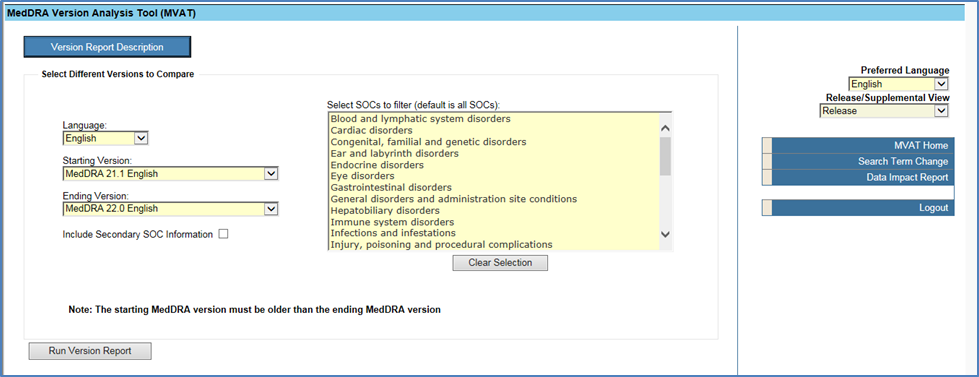 MedDRA Version Analysis Tool (MVAT)
Version Report Description
Select Different Versions to Compare
Language:
English
Starting Version:
MedDRA 21.1 English
Ending Version:
MedDRA 22.0 English
Include Secondary SOC Information
Select SOCs to filter (default is all SOCs):
Blood and lymphatic system disorders
Cardiac disorders
Congenital, familial and genetic disorders
Ear and labyrinth disorders
Endocrine disorders
Eye disorders
Gastrointestinal disorders
General disorders and administration site conditions
Hepatobiliary disorders
Immune system disorders
Infections and infestations
Injury, poisoning and procedural complications
Clear Selection
Note: The starting MedDRA version must be older than the ending MedDRA version
Run Version Report
Preferred Language
English
Release/Supplemental View
Release
MVAT Home
Search Term Change
Data Impact Report
Logout